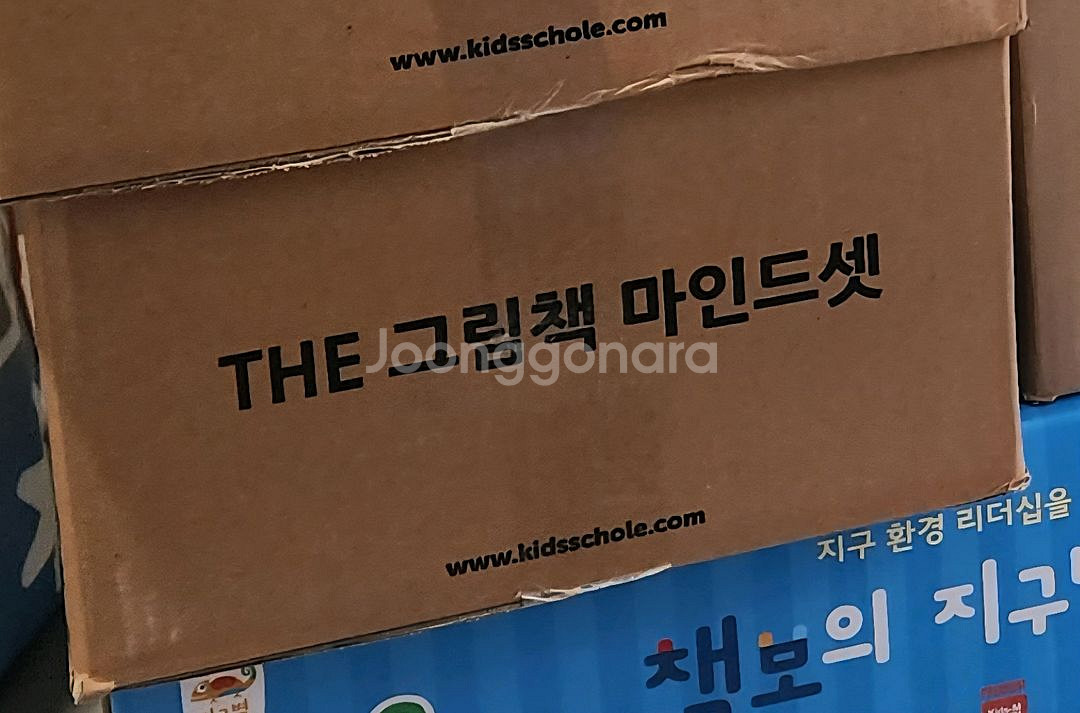 www.kidsschole.com
THE 그림책 마인드셋
Joonggonara
www.kidsschole.com
지구 환경 리더십을
책보의 지구